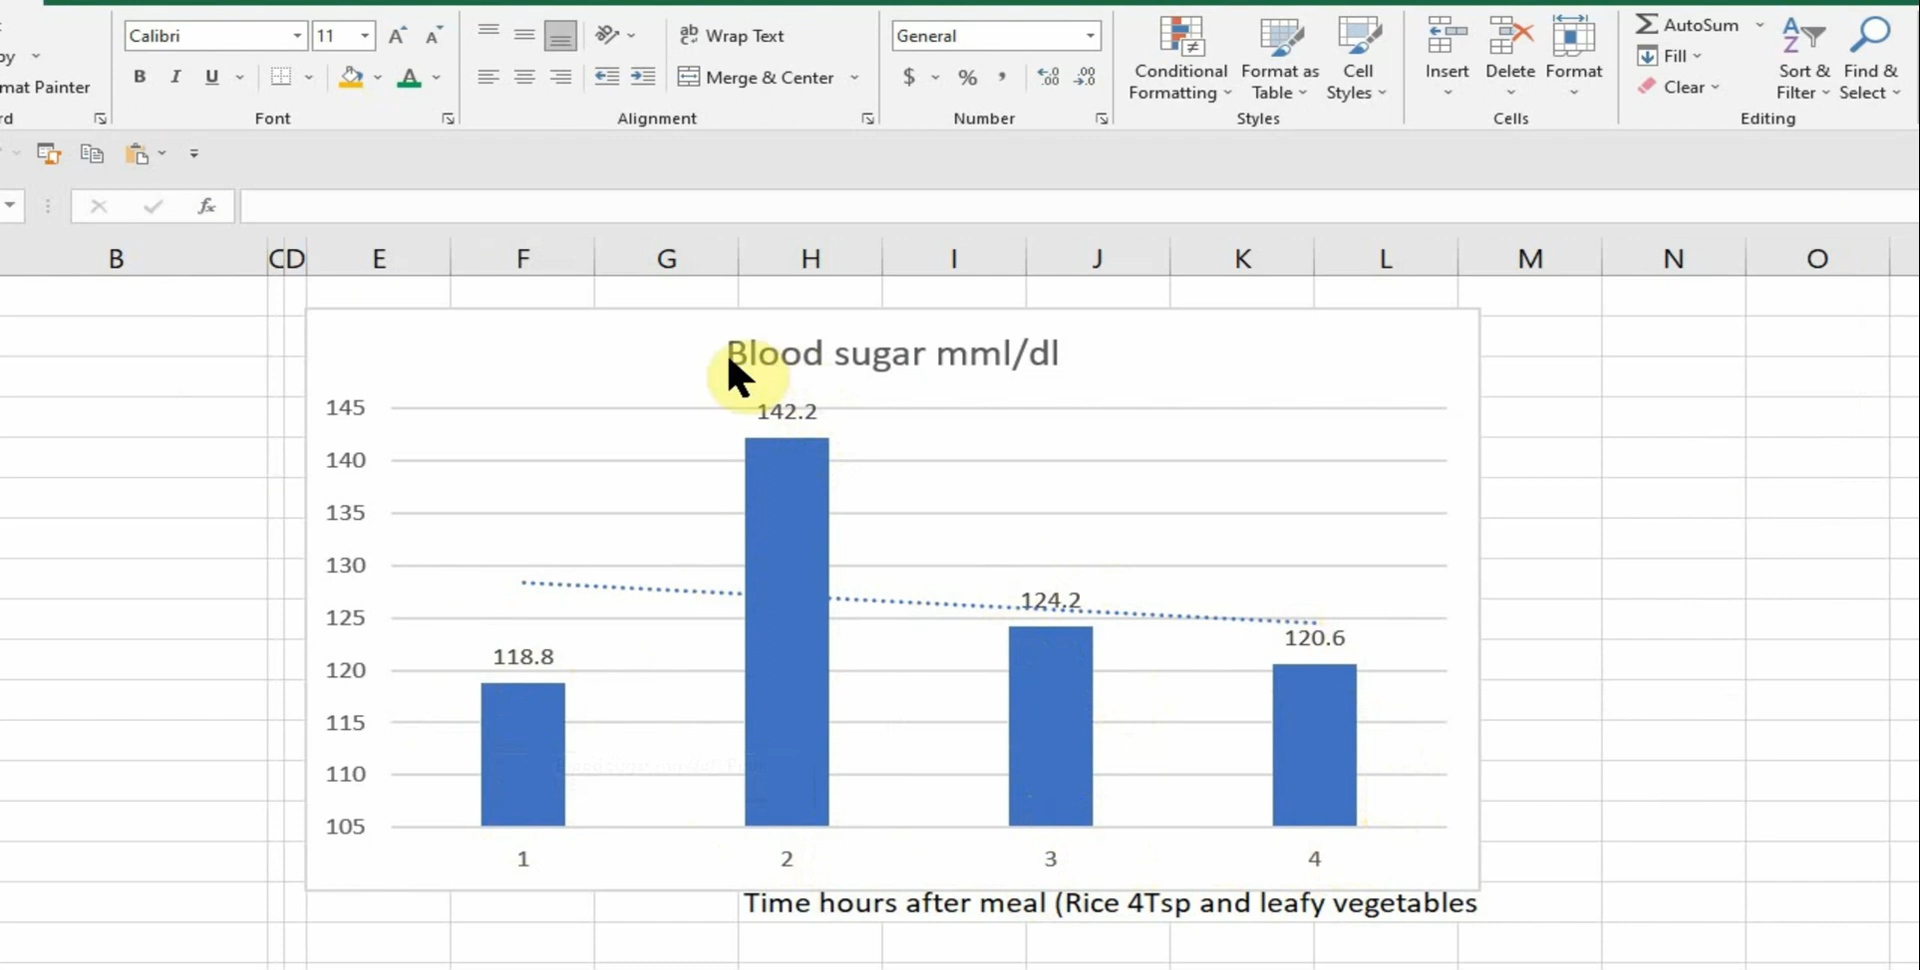 Calibri 11 A^ A˅ ab Wrap Text General AutoSum
py B I U A Merge & Center $ % , .00 Conditional Formatting Format as Table Cell Styles Insert Delete Format Fill Sort & Filter Find & Select
mat Painter Clear
rd Font Alignment Number Styles Cells Editing
fx
B C D E F G H I J K L M N O
Blood sugar mml/dl
145
142.2
140
135
130
125
124.2
120.6
118.8
120
115
110
105
1 2 3 4
Time hours after meal (Rice 4Tsp and leafy vegetables